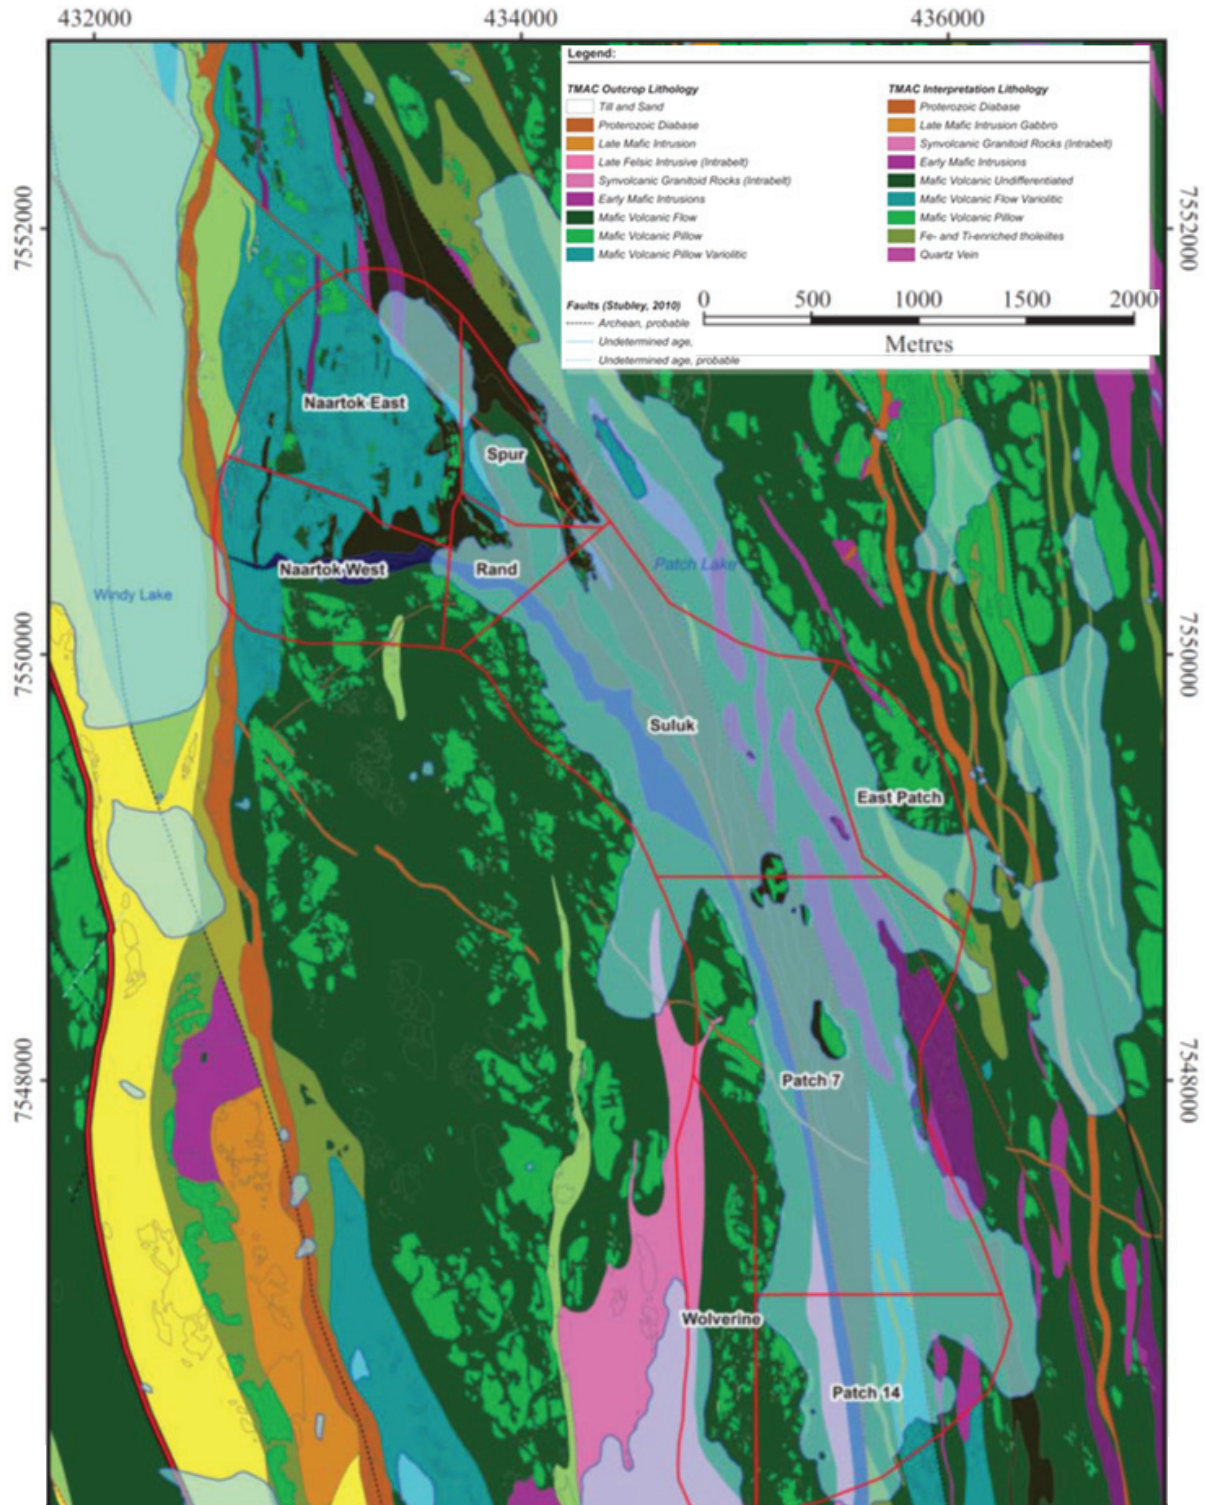 432000
434000
436000
Legend:
TMAC Outcrop Lithology
Till and Sand
Proterozoic Diabase
Late Mafic Intrusion
Late Felsic Intrusive (Intrabelt)
Synvolcanic Granitoid Rocks (Intrabelt)
Early Mafic Intrusions
Mafic Volcanic Flow
Mafic Volcanic Pillow
Mafic Volcanic Pillow Variolitic
TMAC Interpretation Lithology
Proterozoic Diabase
Late Mafic Intrusion Gabbro
Synvolcanic Granitoid Rocks (Intrabelt)
Early Mafic Intrusions
Mafic Volcanic Undifferentiated
Mafic Volcanic Flow Variolitic
Mafic Volcanic Pillow
Fe- and Ti-enriched tholeiites
Quartz Vein
Faults (Stubley, 2010)
Archean, probable
Undetermined age,
Undetermined age, probable
0 500 1000 1500 2000
Metres
7552000
7552000
Naartok East
Spur
Naartok West
Rand
Patch Lake
Windy Lake
7550000
7550000
Suluk
East Patch
7548000
7548000
Patch 7
Wolverine
Patch 14